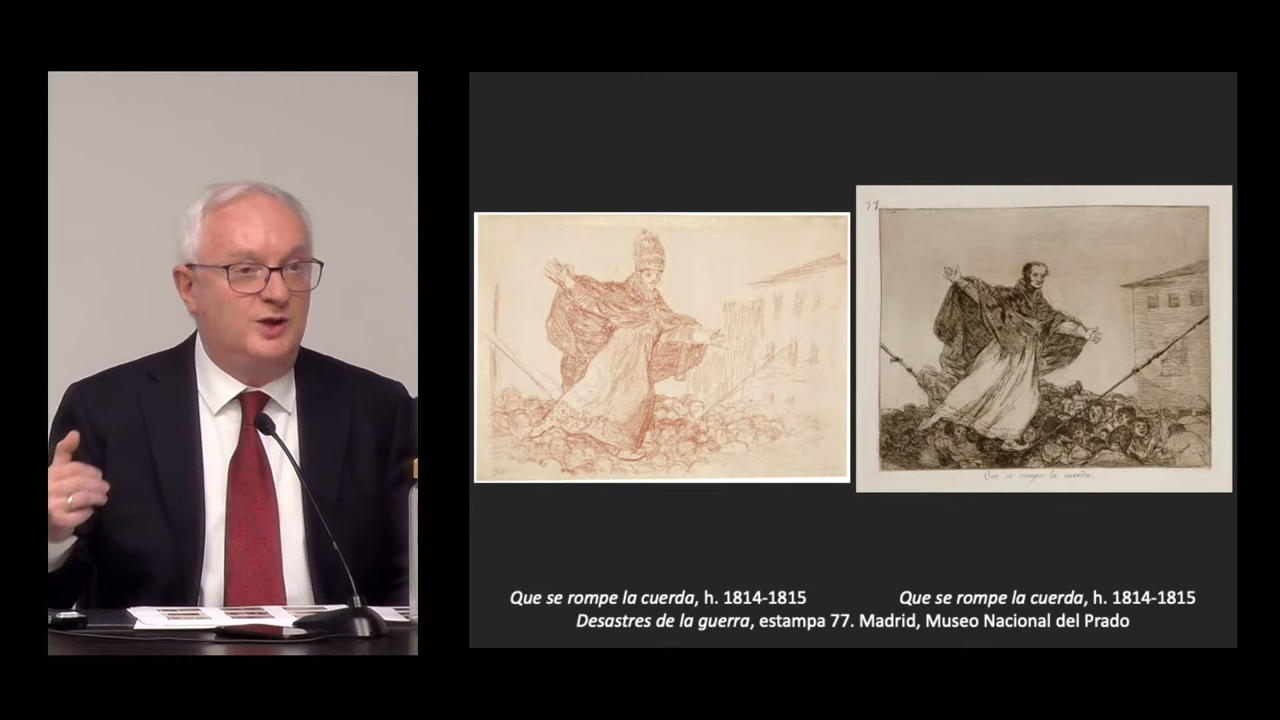 77
Que se rompe la cuerda.
Que se rompe la cuerda, h. 1814-1815
Que se rompe la cuerda, h. 1814-1815
Desastres de la guerra, estampa 77. Madrid, Museo Nacional del Prado